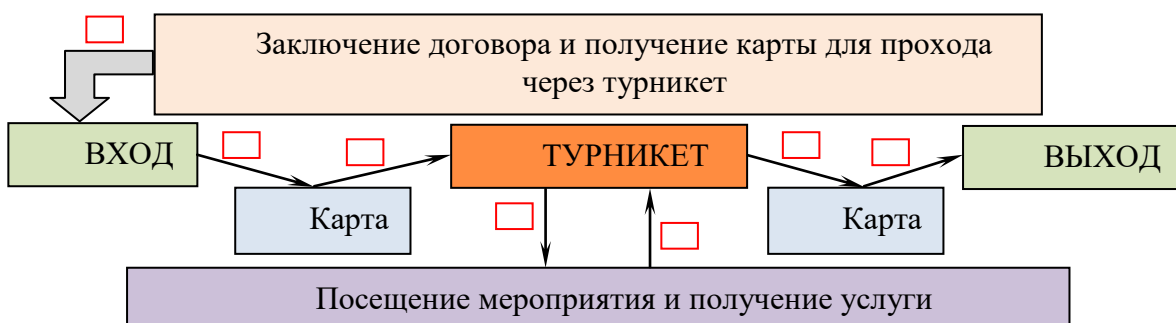 Заключение договора и получение карты для прохода
через турникет
ВХОД
ТУРНИКЕТ
ВЫХОД
Карта
Карта
Посещение мероприятия и получение услуги